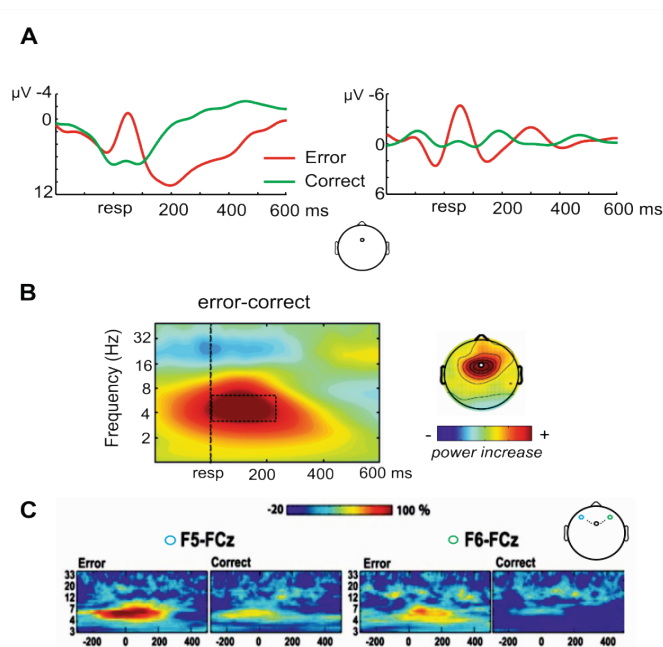 A
µV -4
0
12
resp 200 400 600 ms
Error
Correct
µV -6
0
6
resp 200 400 600 ms
B
error-correct
Frequency (Hz)
32
16
8
4
2
resp 200 400 600 ms
- +
power increase
C
-20 100 %
F5-FCz
F6-FCz
Error Correct
Error Correct
33
20
12
7
4
3
33
20
12
7
4
3
-200 0 200 400 -200 0 200 400
-200 0 200 400 -200 0 200 400